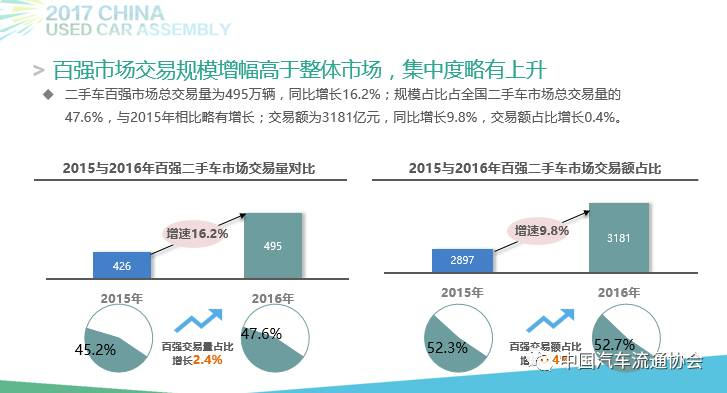 2017 CHINA
USED CAR ASSEMBLY
> 百强市场交易规模增幅高于整体市场，集中度略有上升
◆ 二手车百强市场总交易量为495万辆，同比增长16.2%；规模占比占全国二手车市场总交易量的
47.6%，与2015年相比略有增长；交易额为3181亿元，同比增长9.8%，交易额占比增长0.4%。
2015与2016年百强二手车市场交易量对比
增速16.2%
426
495
2015年
2016年
45.2%
百强交易量占比
增长2.4%
47.6%
2015与2016年百强二手车市场交易额占比
增速9.8%
2897
3181
2015年
2016年
52.3%
百强交易额占比
52.7%
中国汽车流通协会